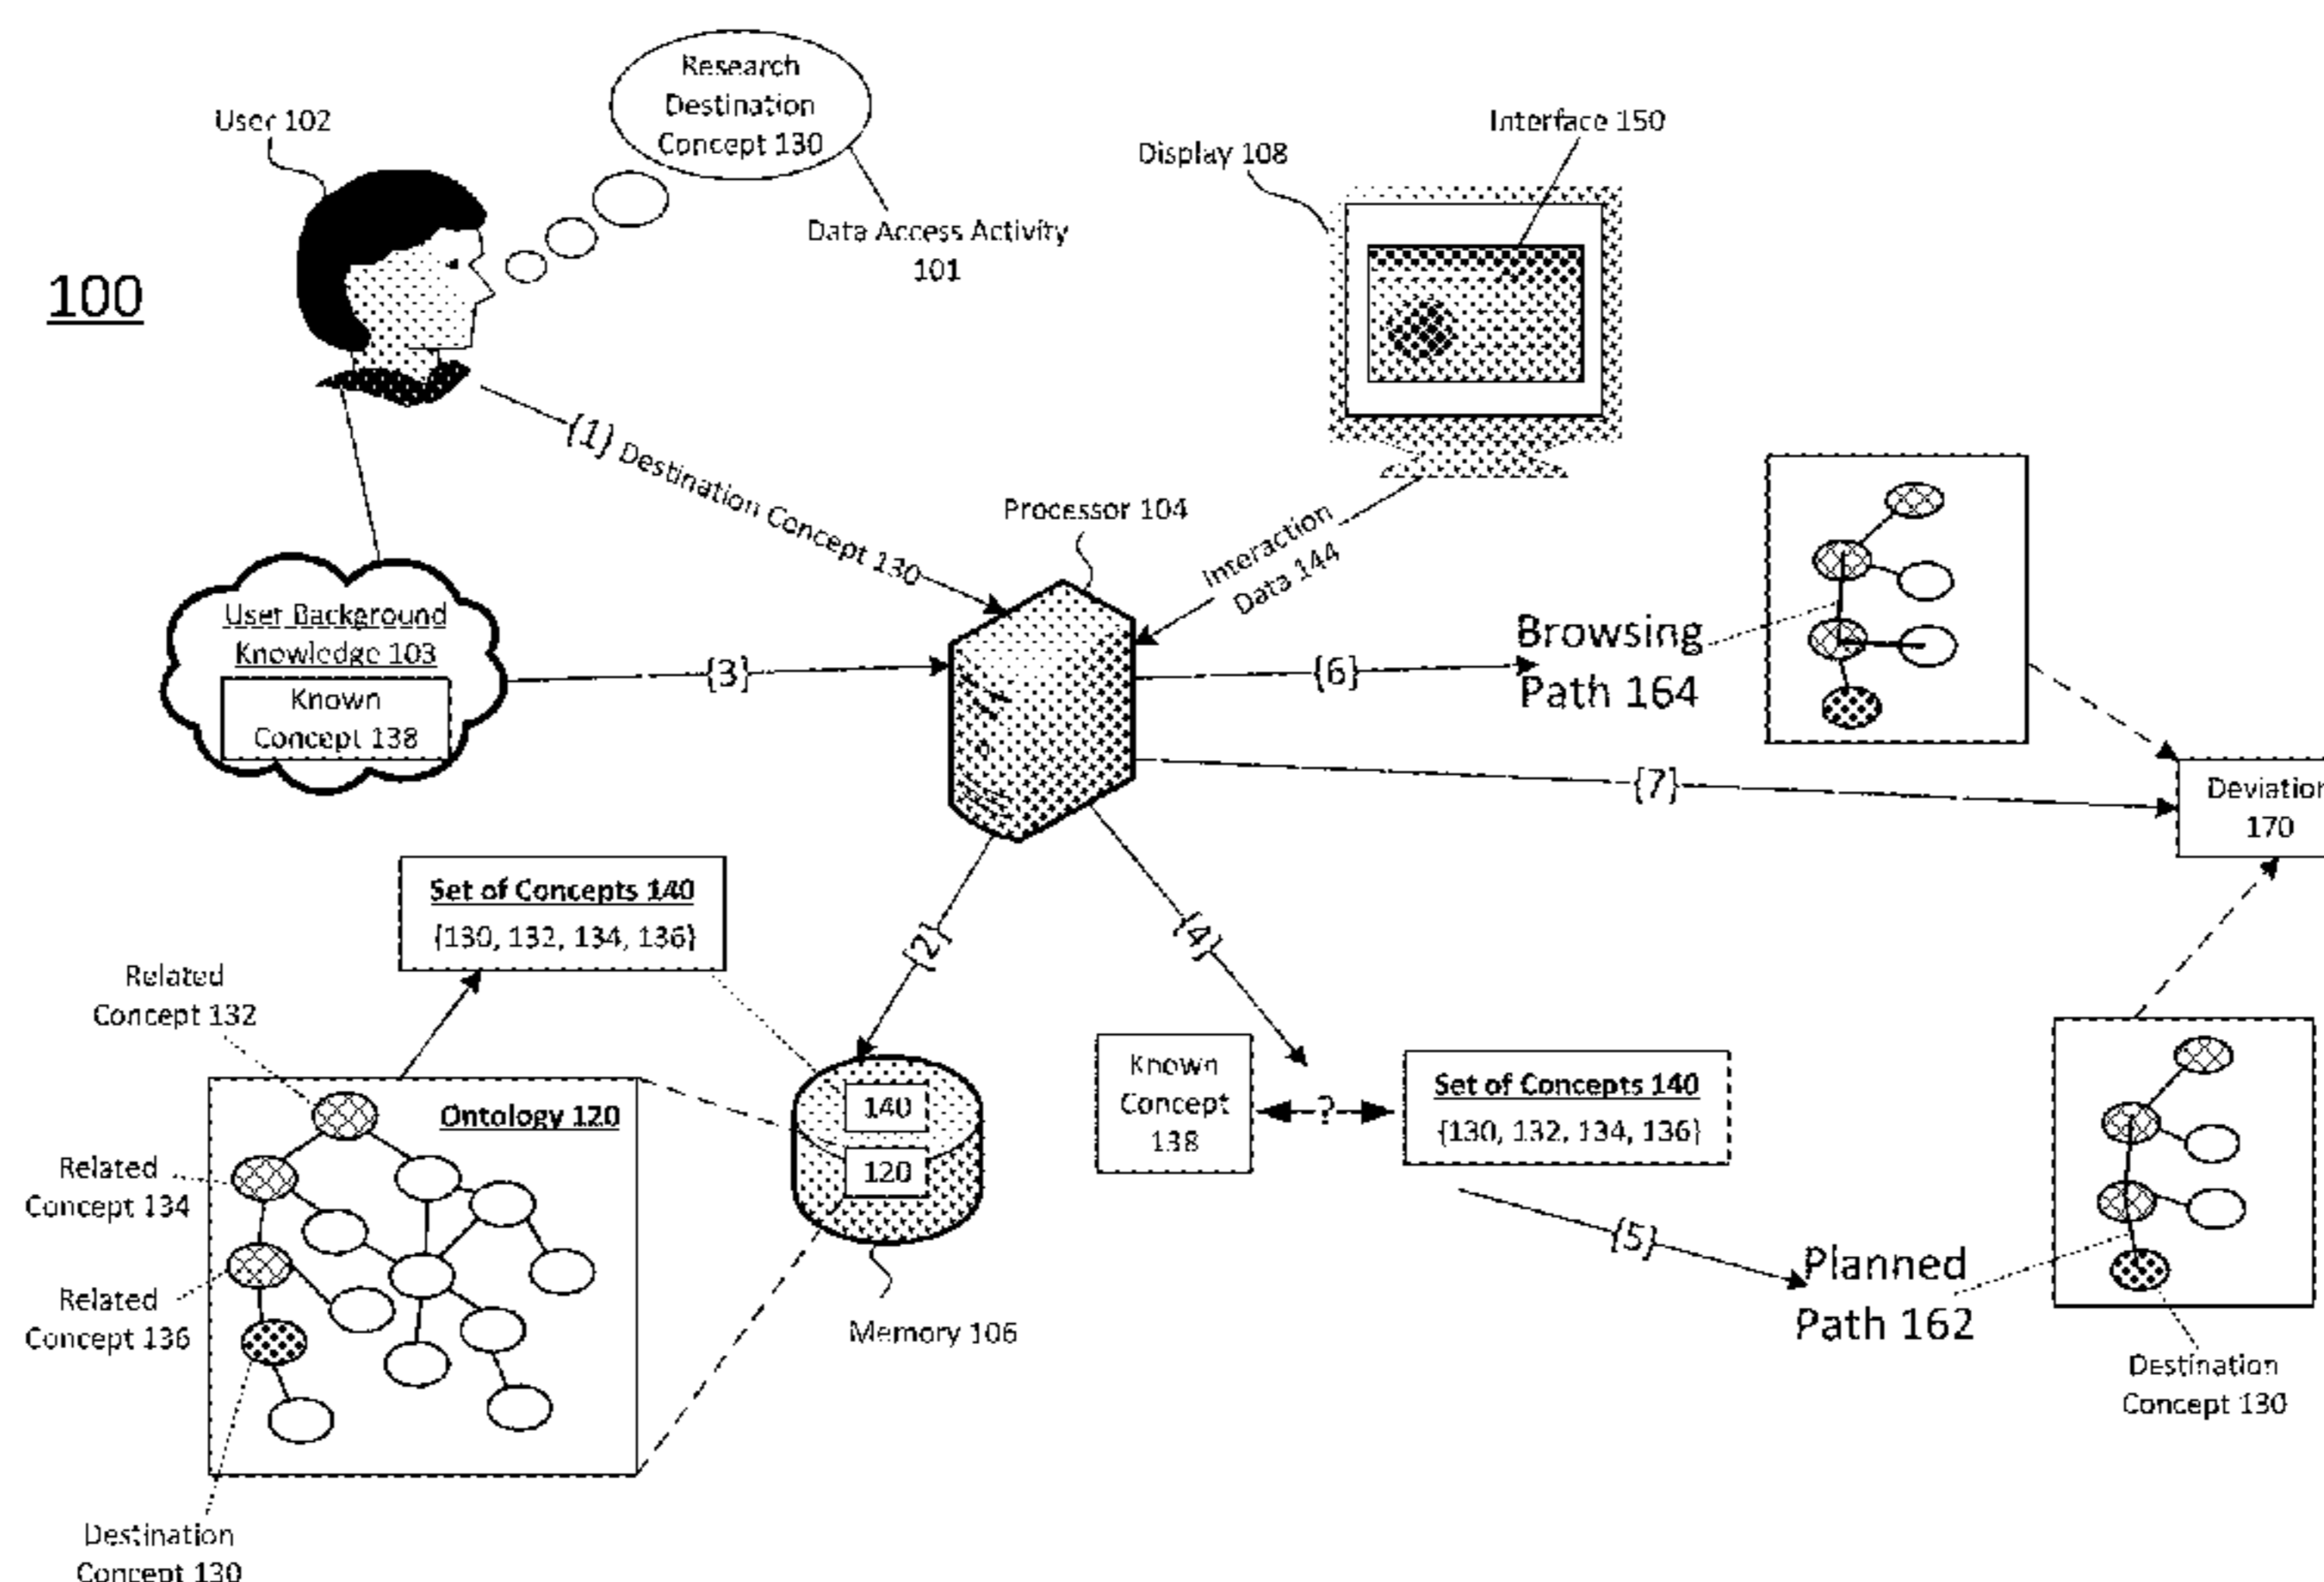 Research
Destination
Concept 130
User 102
Interface 150
Display 108
Data Access Activity
101
100
{1} Destination Concept 130
Processor 104
Interaction
Data 144
User Background
Knowledge 103
Known
Concept 138
{3}
{6}
Browsing
Path 164
{7}
Deviation
170
Set of Concepts 140
{130, 132, 134, 136}
{2}
{4}
Related
Concept 132
Ontology 120
Related
Concept 134
Related
Concept 136
140
120
Memory 106
Known
Concept
138
?
Set of Concepts 140
{130, 132, 134, 136}
{5}
Planned
Path 162
Destination
Concept 130
Destination
Concept 130